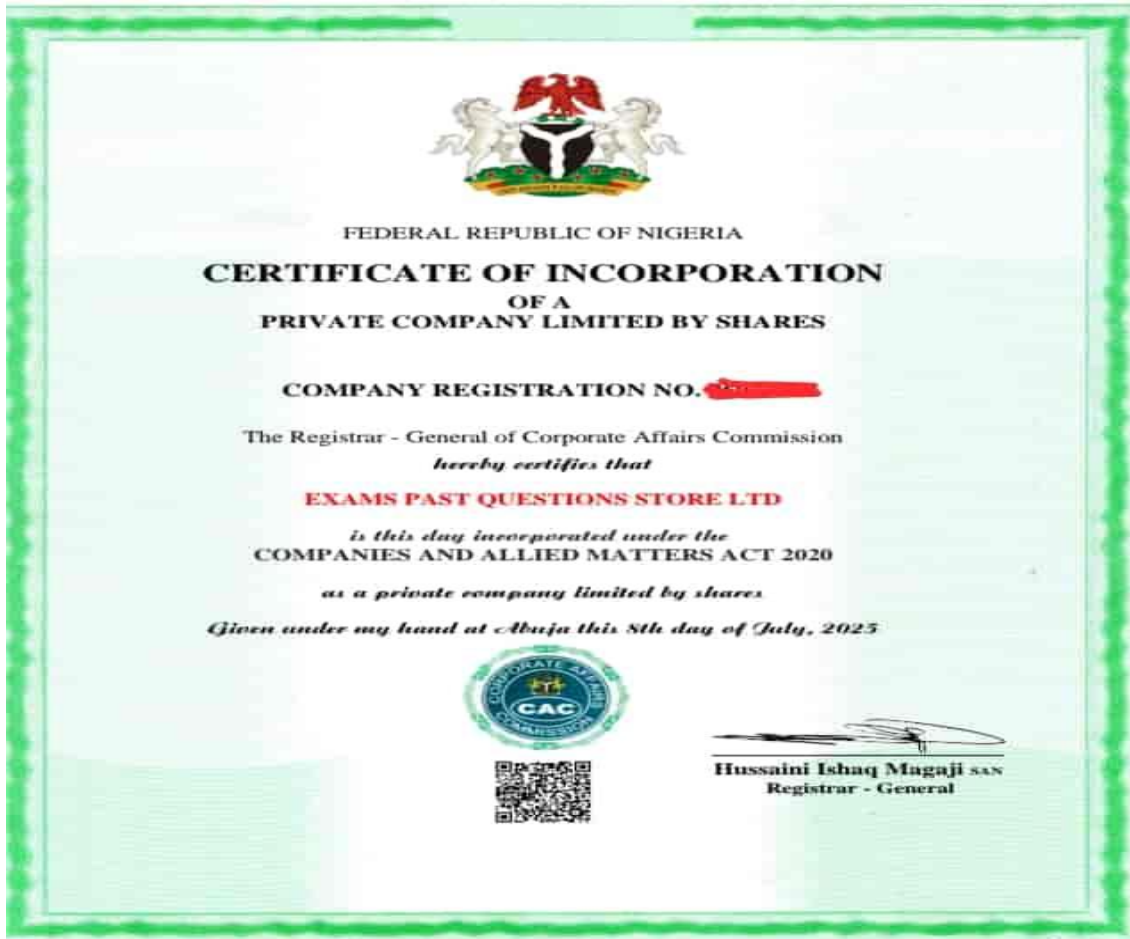 FEDERAL REPUBLIC OF NIGERIA
CERTIFICATE OF INCORPORATION
OF A
PRIVATE COMPANY LIMITED BY SHARES
COMPANY REGISTRATION NO.
The Registrar - General of Corporate Affairs Commission
hereby certifies that
EXAMS PAST QUESTIONS STORE LTD
is this day incorporated under the
COMPANIES AND ALLIED MATTERS ACT 2020
as a private company limited by shares
Given under my hand at Abuja this 8th day of July, 2025
CORPORATE AFFAIRS
CAC
COMMISSION
Hussaini Ishaq Magaji SAN
Registrar - General